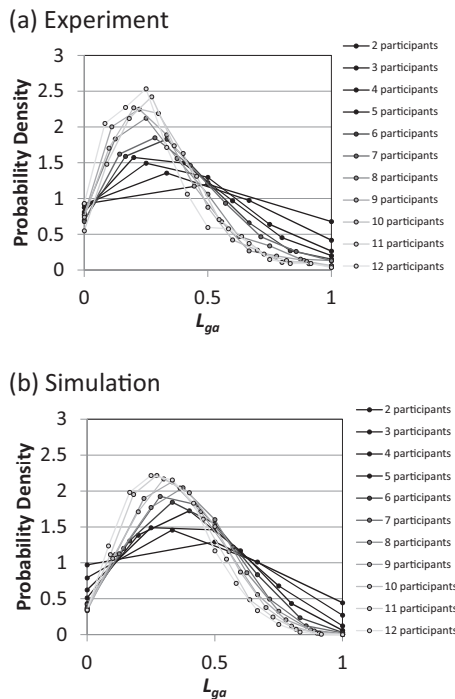 (a) Experiment
Probability Density
3
2.5
2
1.5
1
0.5
0
0
0.5
1
Lga
2 participants
3 participants
4 participants
5 participants
6 participants
7 participants
8 participants
9 participants
10 participants
11 participants
12 participants
(b) Simulation
Probability Density
3
2.5
2
1.5
1
0.5
0
0
0.5
1
Lga
2 participants
3 participants
4 participants
5 participants
6 participants
7 participants
8 participants
9 participants
10 participants
11 participants
12 participants